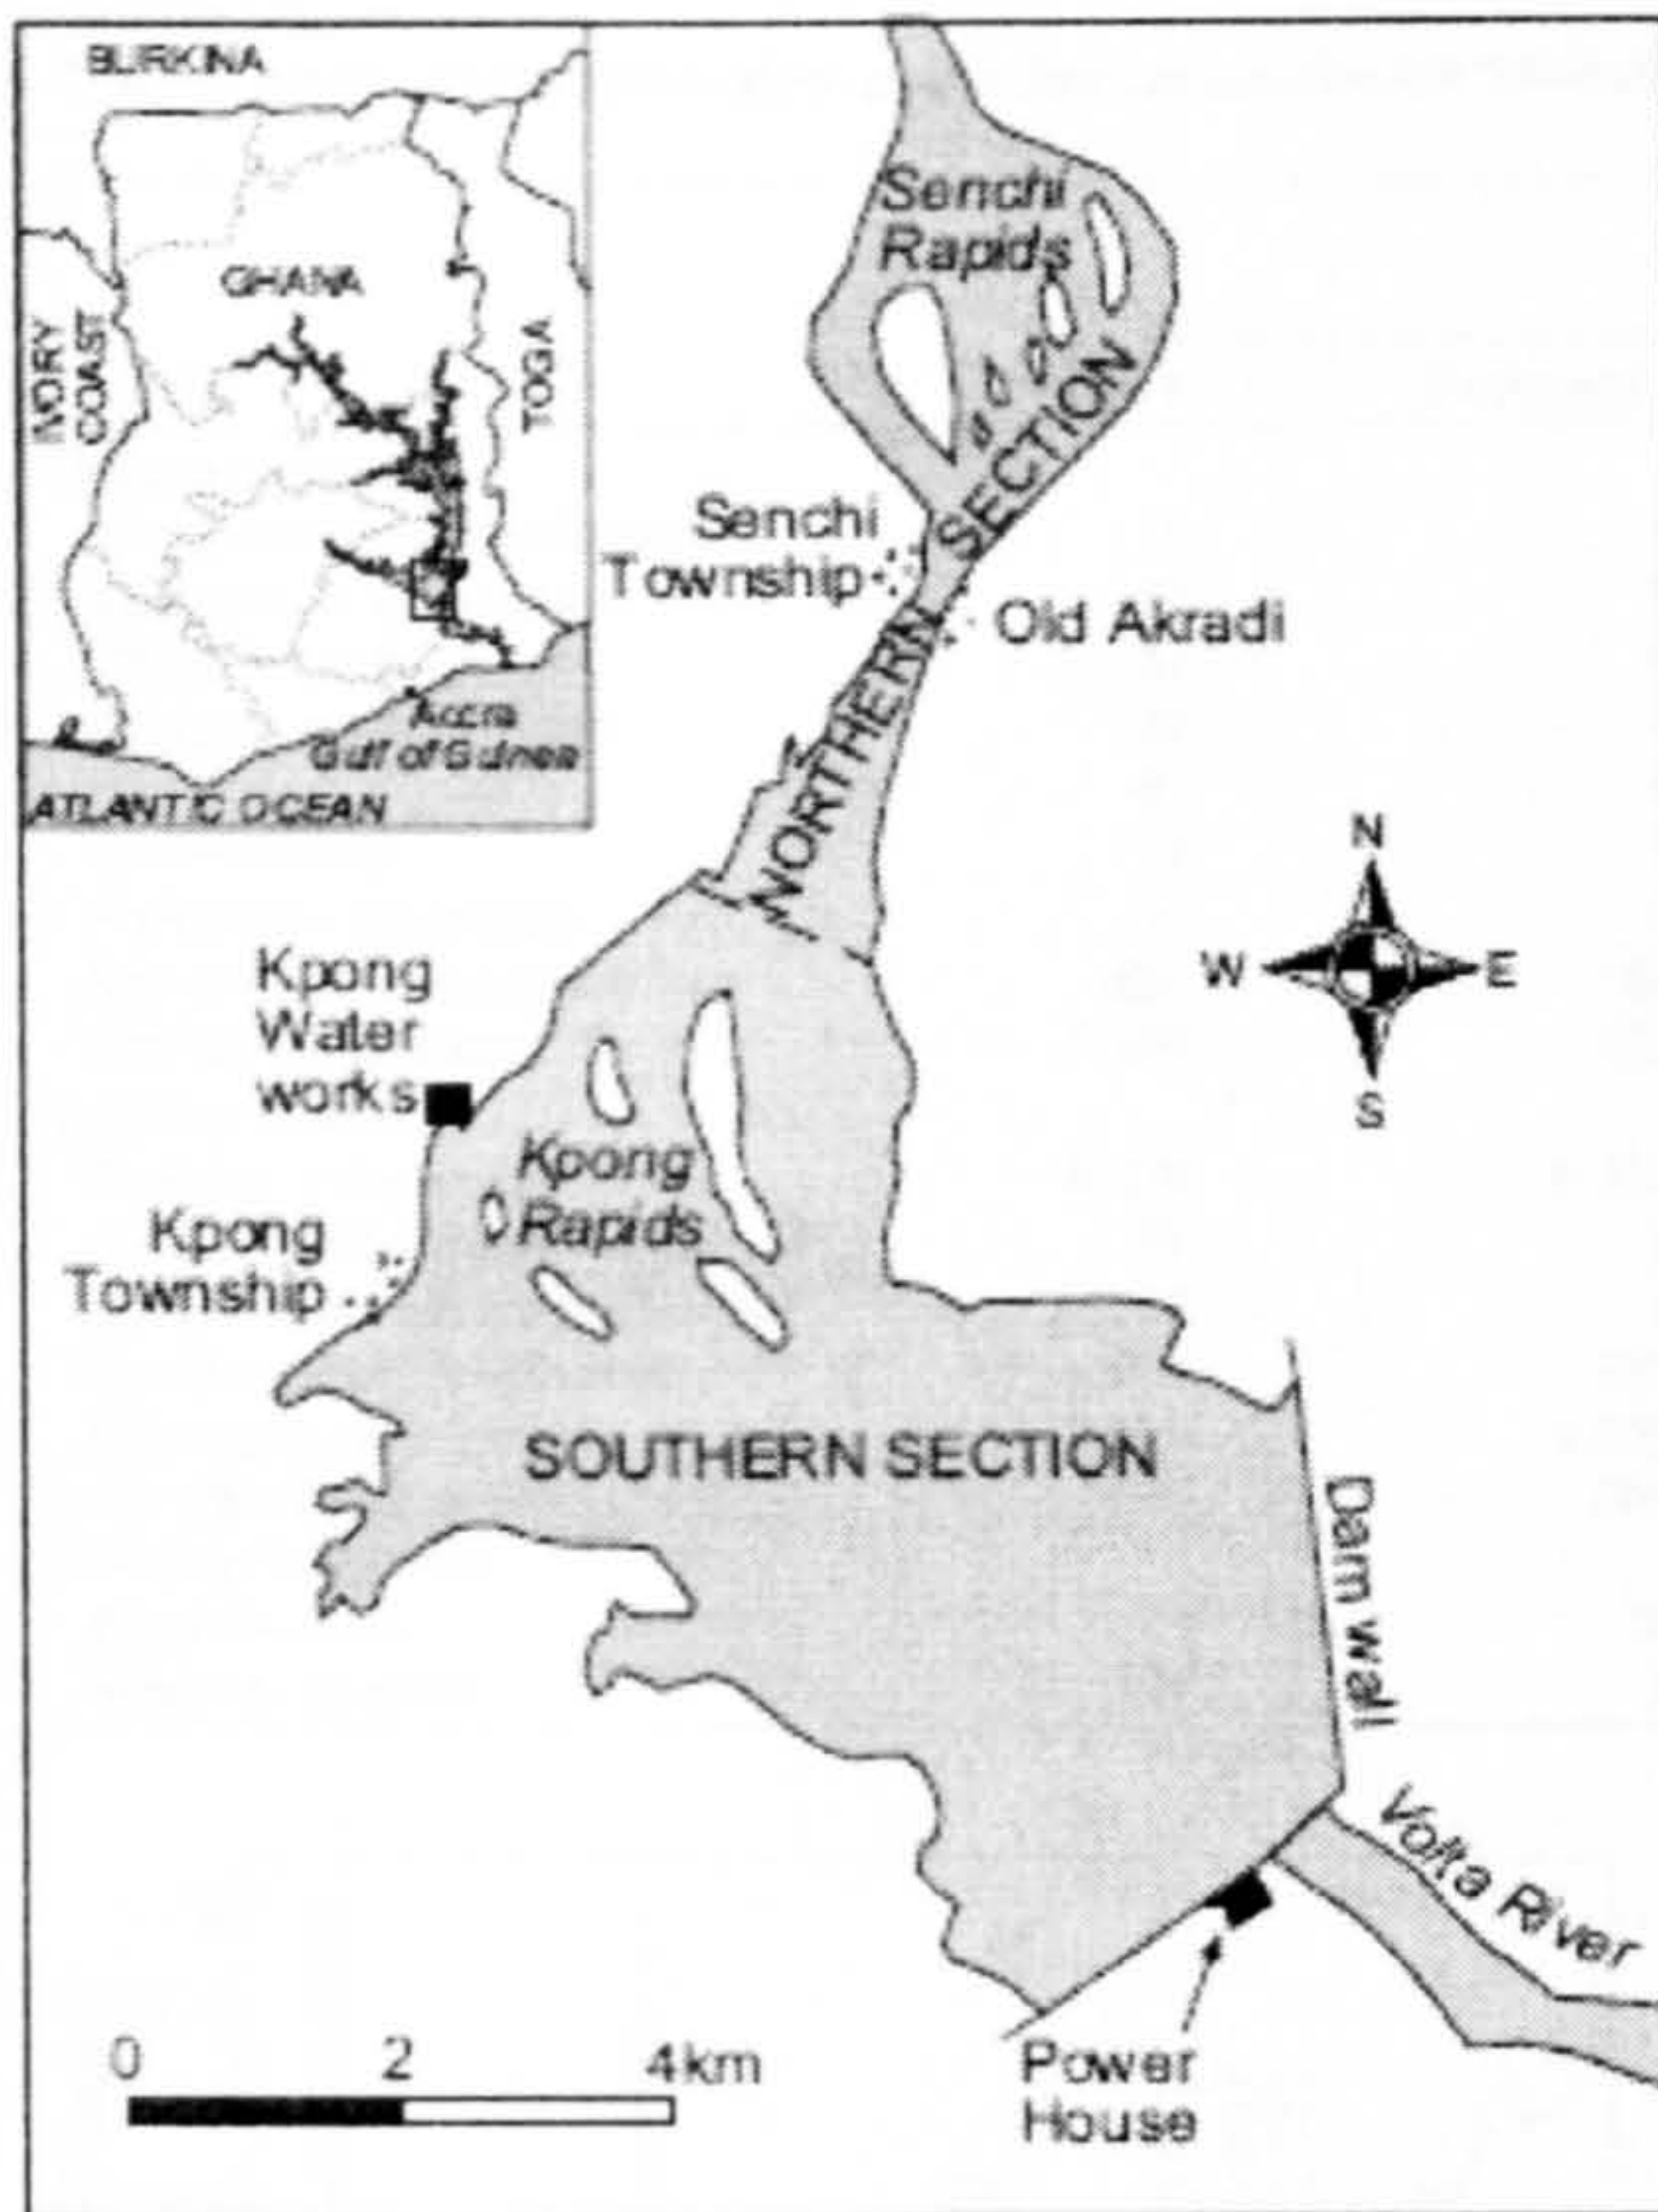 BURKINA
GHANA
IVORY
COAST
TOGA
Accra
Gulf of Guinea
ATLANTIC OCEAN
Senchi
Rapids
NORTHERN SECTION
Senchi
Township
Old Akradi
N
W
E
S
Kpong
Water
works
Kpong
Rapids
Kpong
Township
SOUTHERN SECTION
Dam wall
Volta River
Power
House
0 2 4km